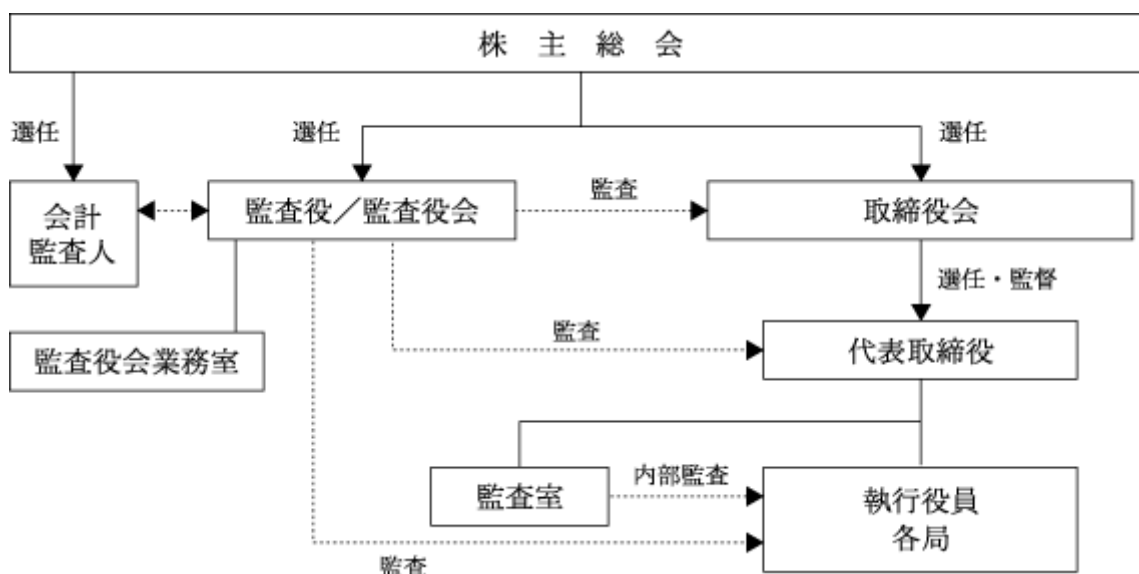 株主総会
選任
選任
選任
会計
監査人
監査役／監査役会
監査
取締役会
選任・監督
監査役会業務室
監査
代表取締役
監査室
内部監査
執行役員
各局
監査